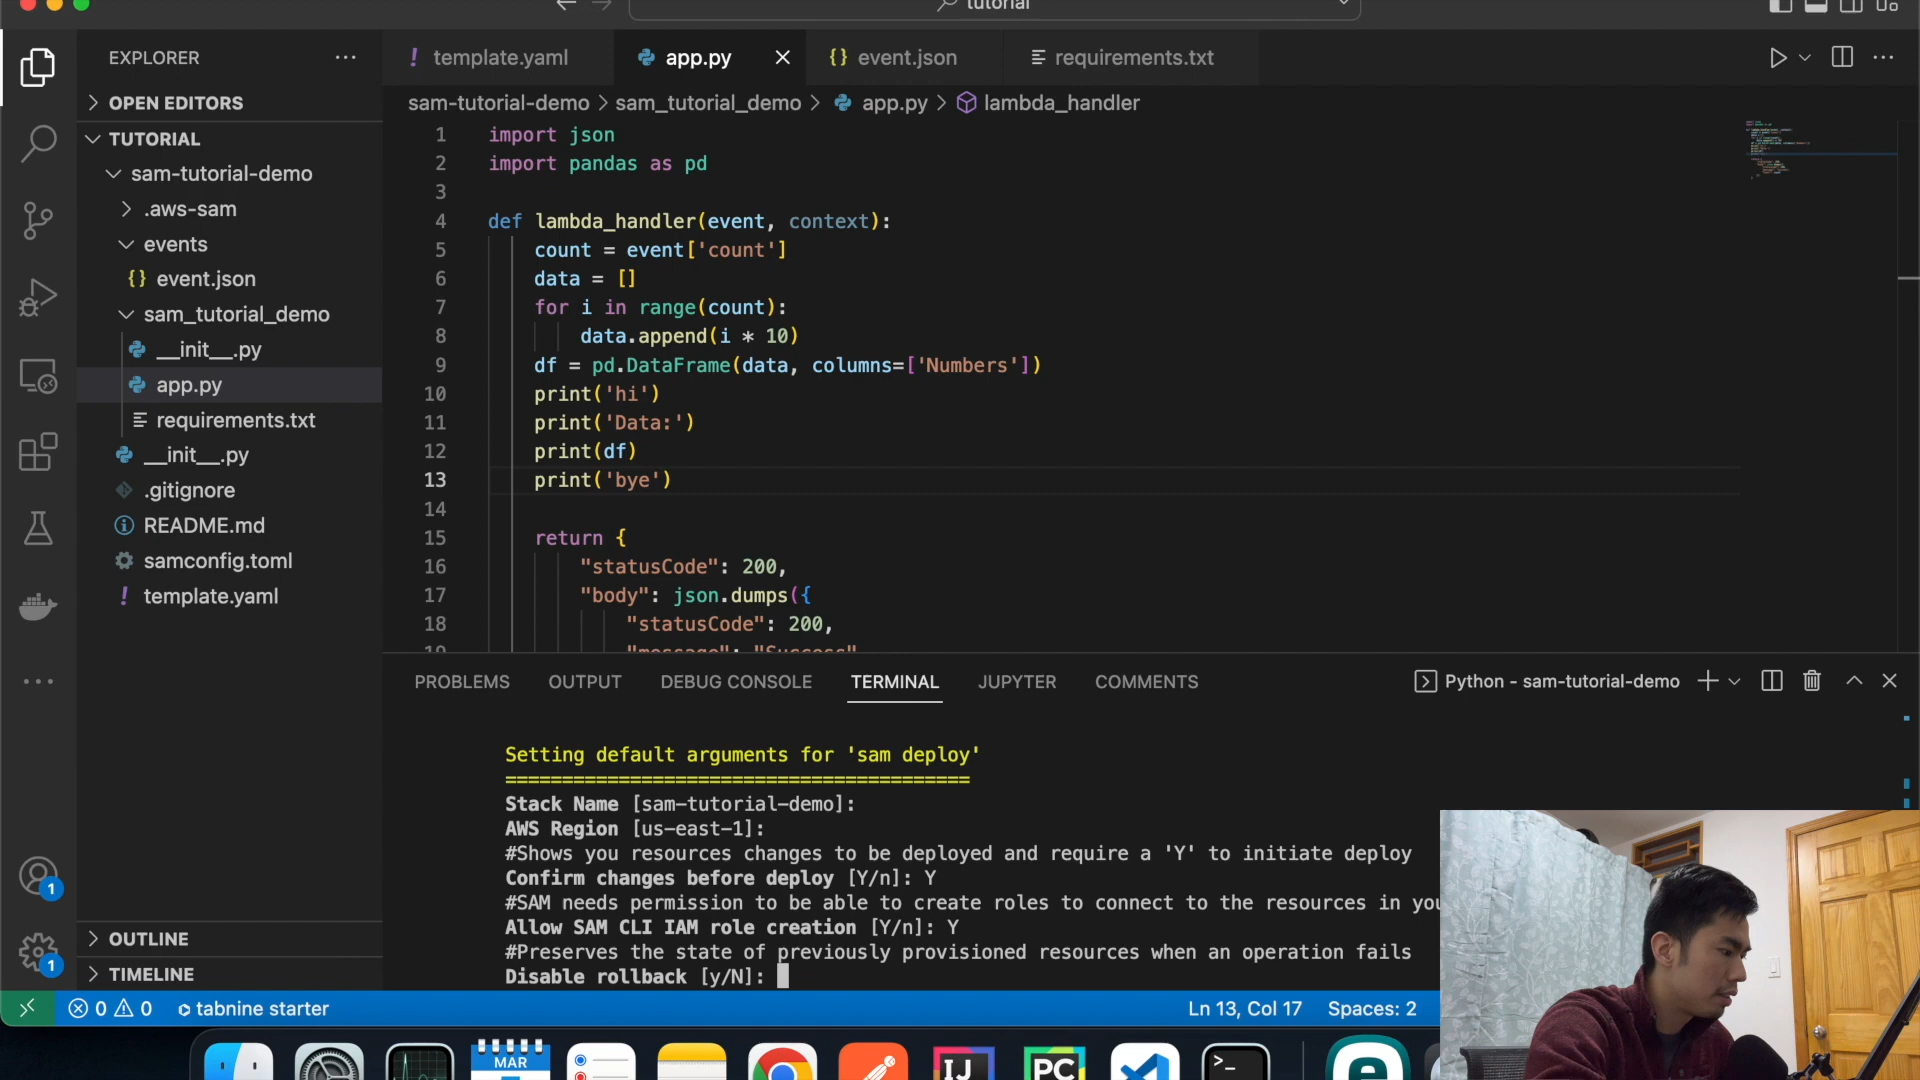 tutorial
EXPLORER
OPEN EDITORS
TUTORIAL
sam-tutorial-demo
.aws-sam
events
{} event.json
sam_tutorial_demo
__init__.py
app.py
requirements.txt
__init__.py
.gitignore
README.md
samconfig.toml
! template.yaml
OUTLINE
TIMELINE
! template.yaml
app.py
{} event.json
requirements.txt
sam-tutorial-demo > sam_tutorial_demo > app.py > lambda_handler
1 import json
2 import pandas as pd
3
4 def lambda_handler(event, context):
5 count = event['count']
6 data = []
7 for i in range(count):
8 data.append(i * 10)
9 df = pd.DataFrame(data, columns=['Numbers'])
10 print('hi')
11 print('Data:')
12 print(df)
13 print('bye')
14
15 return {
16 "statusCode": 200,
17 "body": json.dumps({
18 "statusCode": 200,
19 "message": "Success"
PROBLEMS OUTPUT DEBUG CONSOLE TERMINAL JUPYTER COMMENTS
Python - sam-tutorial-demo
Setting default arguments for 'sam deploy'
=========================================
Stack Name [sam-tutorial-demo]:
AWS Region [us-east-1]:
#Shows you resources changes to be deployed and require a 'Y' to initiate deploy
Confirm changes before deploy [Y/n]: Y
#SAM needs permission to be able to create roles to connect to the resources in
Allow SAM CLI IAM role creation [Y/n]: Y
#Preserves the state of previously provisioned resources when an operation fails
Disable rollback [y/N]:
1
1
0 0 tabnine starter
Ln 13, Col 17 Spaces: 2
MAR
IJ
PC
>_